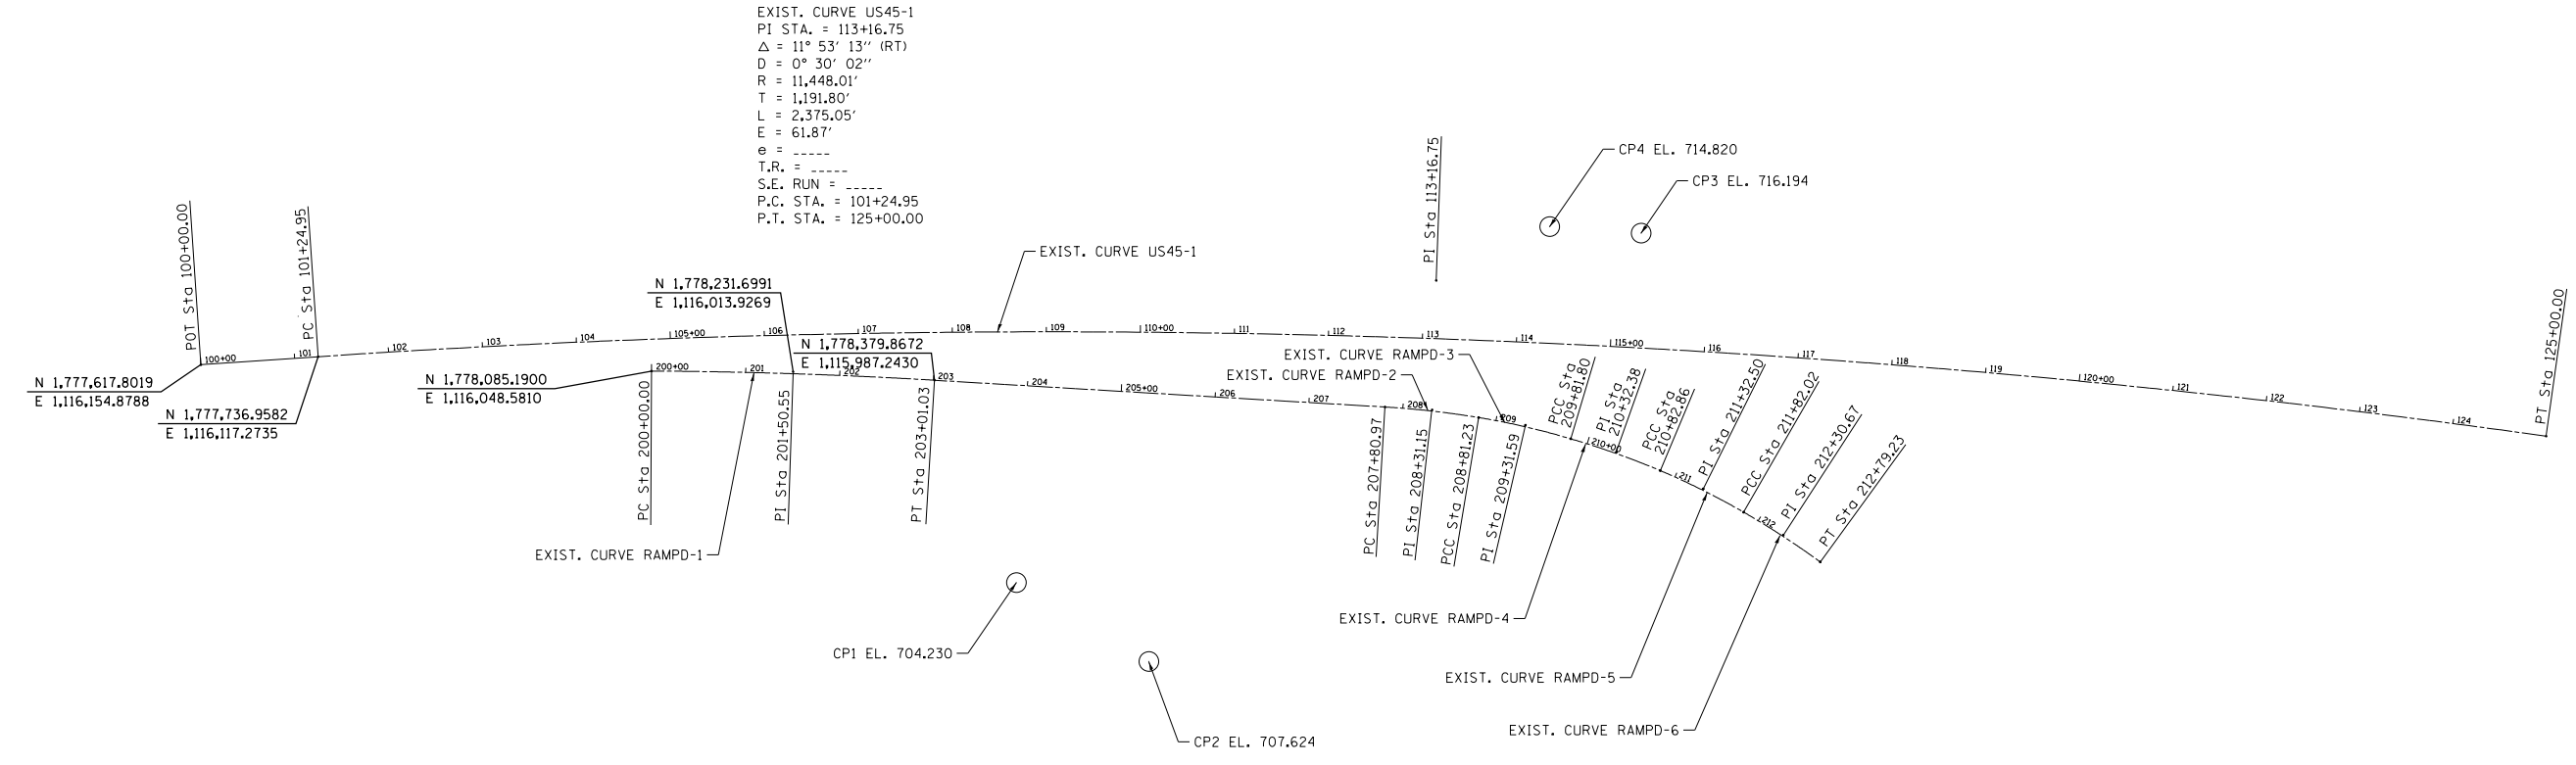 EXIST. CURVE US45-1
PI STA. = 113+16.75
Δ = 11° 53' 13'' (RT)
D = 0° 30' 02''
R = 11,448.01'
T = 1,191.80'
L = 2,375.05'
E = 61.87'
e = _____
T.R. = _____
S.E. RUN = _____
P.C. STA. = 101+24.95
P.T. STA. = 125+00.00
CP4 EL. 714.820
CP3 EL. 716.194
PI Sta 113+16.75
POT Sta 100+00.00
PC Sta 101+24.95
EXIST. CURVE US45-1
N 1,778,231.6991
E 1,116,013.9269
PT Sta 125+00.00
100+00
101
102
103
104
105+00
106
107
108
109
110+00
111
112
113
114
115+00
116
117
118
119
120+00
121
122
123
124
N 1,778,379.8672
E 1,115,987.2430
N 1,777,617.8019
E 1,116,154.8788
N 1,777,736.9582
E 1,116,117.2735
N 1,778,085.1900
E 1,116,048.5810
EXIST. CURVE RAMPD-3
EXIST. CURVE RAMPD-2
200+00
201
202
203
204
205+00
206
207
208
209
210+00
211
212
PC Sta 200+00.00
PI Sta 201+50.55
PT Sta 203+01.03
PC Sta 207+80.97
PI Sta 208+31.15
PCC Sta 208+81.23
PI Sta 209+31.59
PCC Sta
209+81.80
PI Sta
210+32.38
PCC Sta
210+82.86
PI Sta 211+32.50
PCC Sta 211+82.02
PI Sta 212+30.67
PT Sta 212+79.23
EXIST. CURVE RAMPD-1
EXIST. CURVE RAMPD-4
CP1 EL. 704.230
EXIST. CURVE RAMPD-5
EXIST. CURVE RAMPD-6
CP2 EL. 707.624